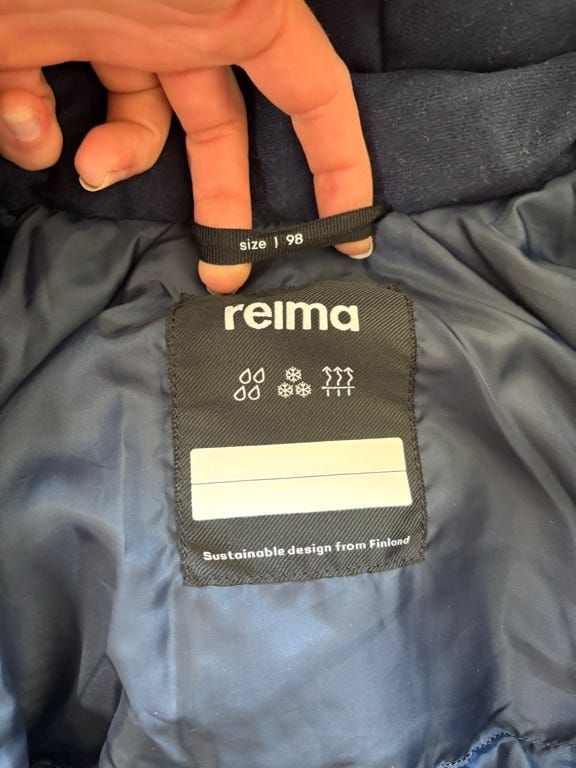 size | 98
reima
Sustainable design from Finland